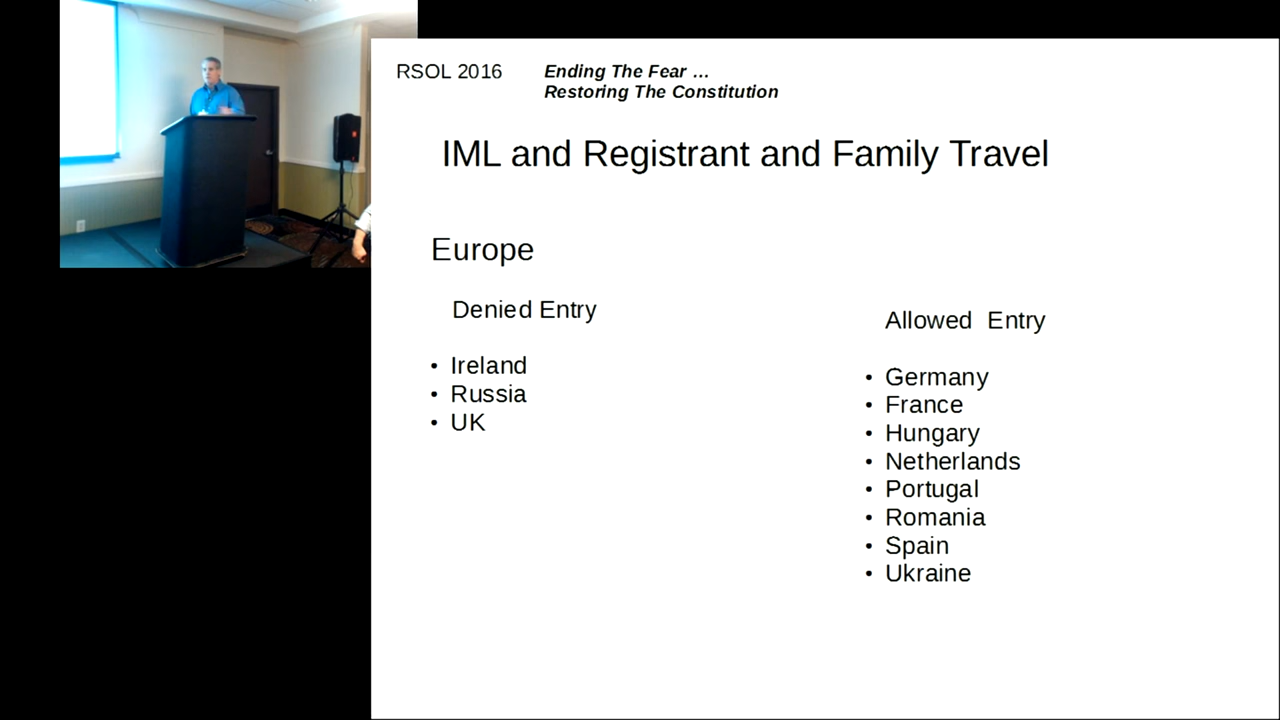 RSOL 2016
Ending The Fear ...
Restoring The Constitution
IML and Registrant and Family Travel
Europe
Denied Entry
• Ireland
• Russia
• UK
Allowed Entry
• Germany
• France
• Hungary
• Netherlands
• Portugal
• Romania
• Spain
• Ukraine